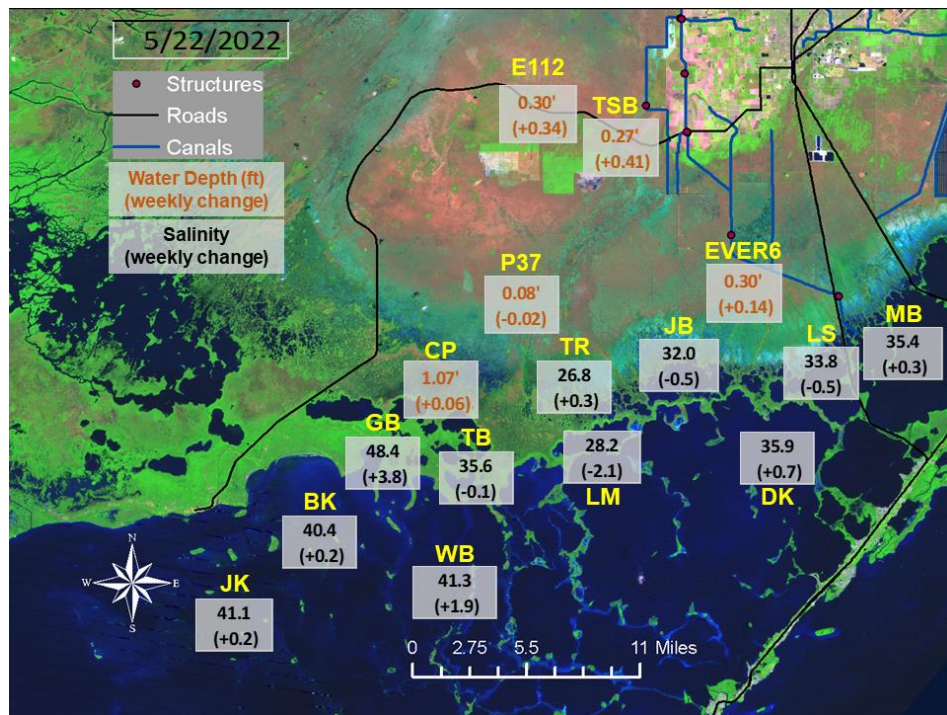 5/22/2022
Structures
Roads
Canals
Water Depth (ft)
(weekly change)
Salinity
(weekly change)
E112
0.30'
(+0.34)
TSB
0.27'
(+0.41)
P37
0.08'
(-0.02)
EVER6
0.30'
(+0.14)
CP
1.07'
(+0.06)
TR
26.8
(+0.3)
JB
32.0
(-0.5)
LS
33.8
(-0.5)
MB
35.4
(+0.3)
GB
48.4
(+3.8)
TB
35.6
(-0.1)
28.2
(-2.1)
LM
35.9
(+0.7)
DK
BK
40.4
(+0.2)
WB
41.3
(+1.9)
JK
41.1
(+0.2)
N
W E
S
0 2.75 5.5 11 Miles